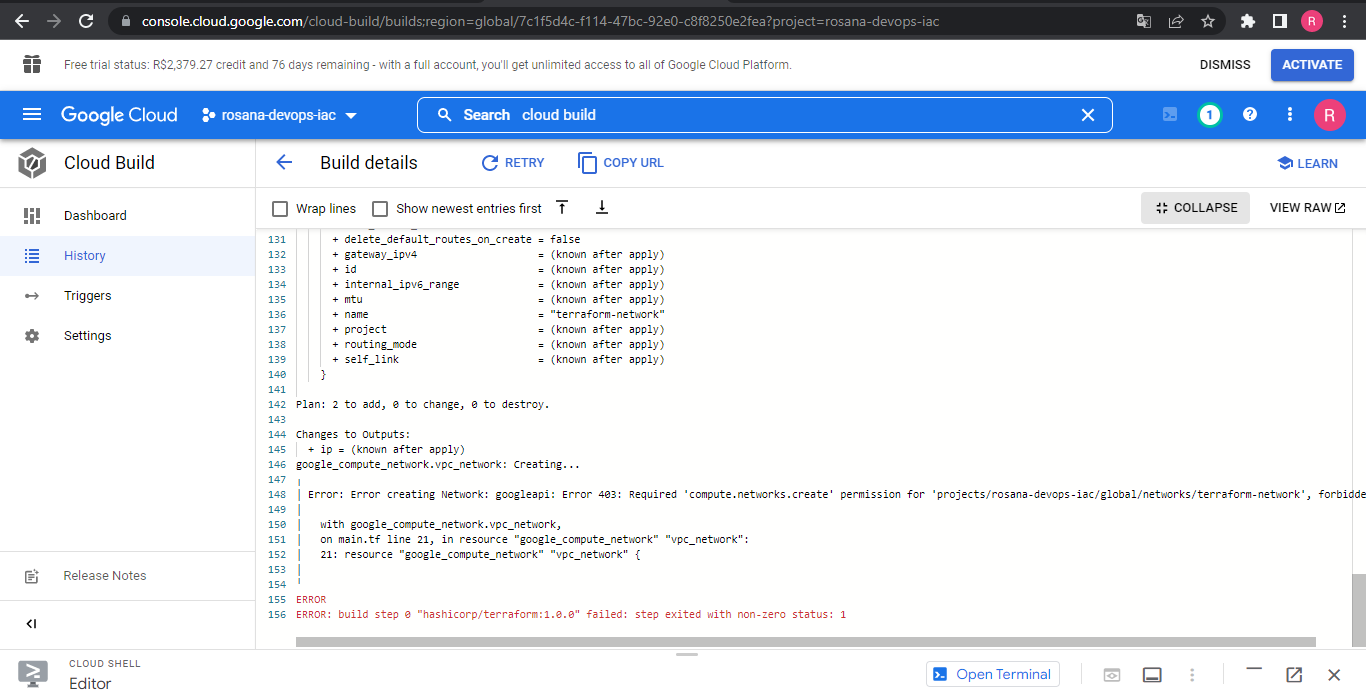 console.cloud.google.com/cloud-build/builds;region=global/7c1f5d4c-f114-47bc-92e0-c8f8250e2fea?project=rosana-devops-iac
R
Free trial status: R$2,379.27 credit and 76 days remaining - with a full account, you'll get unlimited access to all of Google Cloud Platform.
DISMISS
ACTIVATE
Google Cloud
rosana-devops-iac
Search cloud build
1
R
Cloud Build
Build details
RETRY
COPY URL
LEARN
Dashboard
History
Triggers
Settings
Release Notes
Wrap lines
Show newest entries first
COLLAPSE
VIEW RAW
131 + delete_default_routes_on_create = false
132 + gateway_ipv4 = (known after apply)
133 + id = (known after apply)
134 + internal_ipv6_range = (known after apply)
135 + mtu = (known after apply)
136 + name = "terraform-network"
137 + project = (known after apply)
138 + routing_mode = (known after apply)
139 + self_link = (known after apply)
140 }
141
142 Plan: 2 to add, 0 to change, 0 to destroy.
143
144 Changes to Outputs:
145 + ip = (known after apply)
146 google_compute_network.vpc_network: Creating...
147
148 | Error: Error creating Network: googleapi: Error 403: Required 'compute.networks.create' permission for 'projects/rosana-devops-iac/global/networks/terraform-network', forbidde
149 |
150 | with google_compute_network.vpc_network,
151 | on main.tf line 21, in resource "google_compute_network" "vpc_network":
152 | 21: resource "google_compute_network" "vpc_network" {
153 |
154
155 ERROR
156 ERROR: build step 0 "hashicorp/terraform:1.0.0" failed: step exited with non-zero status: 1
CLOUD SHELL
Editor
Open Terminal